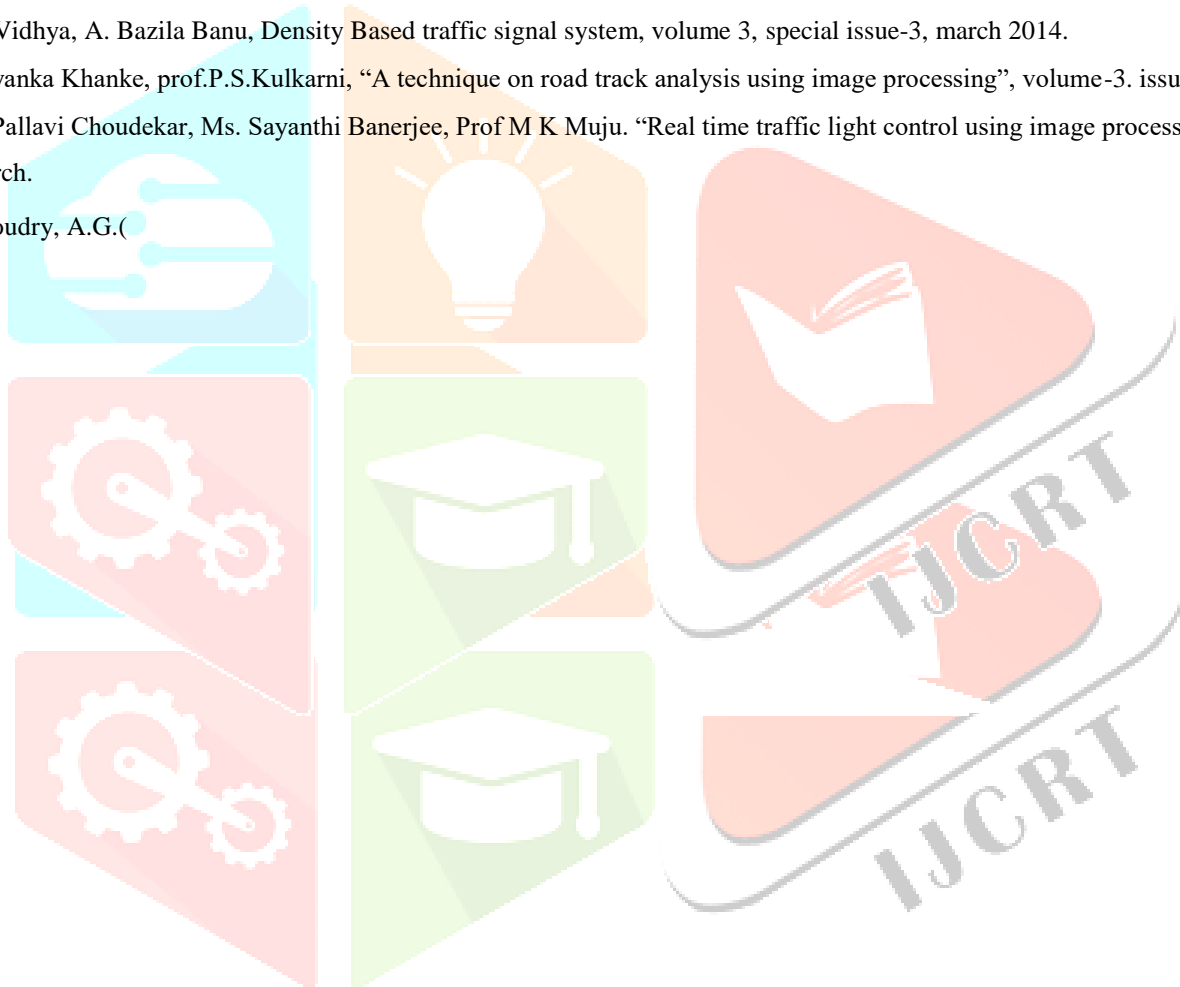 Vidhya, A. Bazila Banu, Density Based traffic signal system, volume 3, special issue-3, march 2014.
yanka Khanke, prof.P.S.Kulkarni, “A technique on road track analysis using image processing”, volume-3. issu
Pallavi Choudekar, Ms. Sayanthi Banerjee, Prof M K Muju. “Real time traffic light control using image process
rch.
oudry, A.G.(
IJCRT
IJCRT